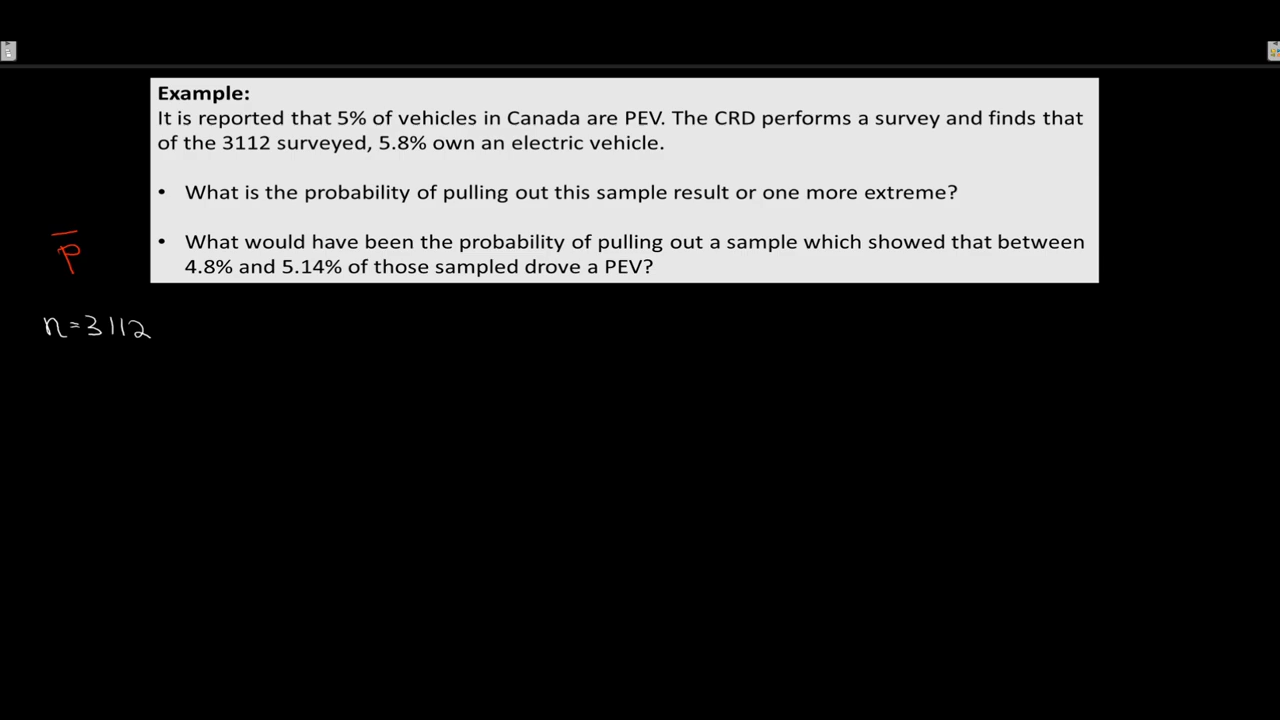 Example:
It is reported that 5% of vehicles in Canada are PEV. The CRD performs a survey and finds that
of the 3112 surveyed, 5.8% own an electric vehicle.
• What is the probability of pulling out this sample result or one more extreme?
• What would have been the probability of pulling out a sample which showed that between
4.8% and 5.14% of those sampled drove a PEV?
p̅
n=3112